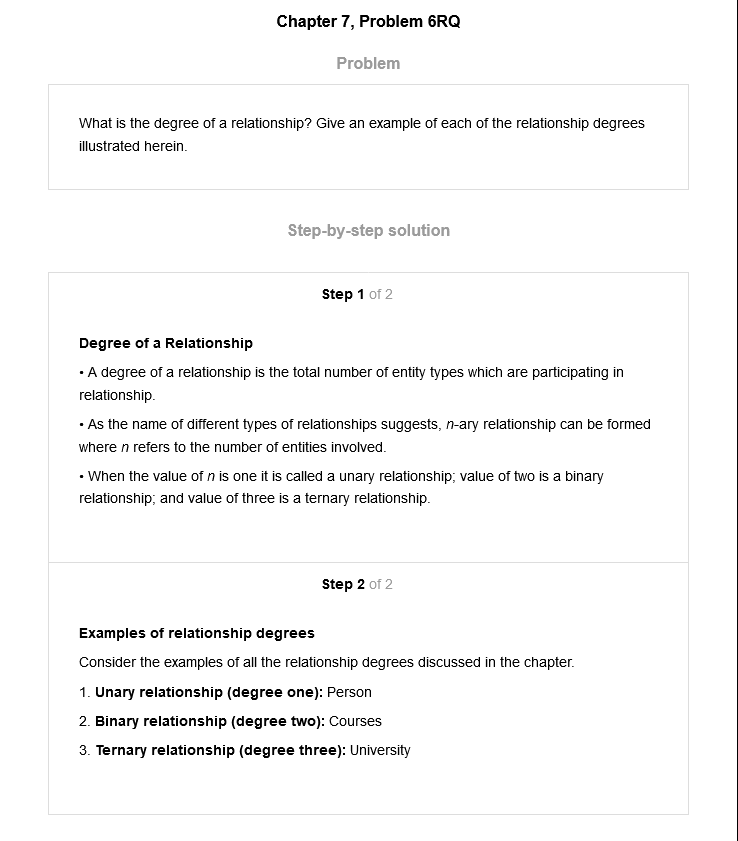 Chapter 7, Problem 6RQ
Problem
What is the degree of a relationship? Give an example of each of the relationship degrees
illustrated herein.
Step-by-step solution
Step 1 of 2
Degree of a Relationship
• A degree of a relationship is the total number of entity types which are participating in
relationship.
• As the name of different types of relationships suggests, n-ary relationship can be formed
where n refers to the number of entities involved.
• When the value of n is one it is called a unary relationship; value of two is a binary
relationship; and value of three is a ternary relationship.
Step 2 of 2
Examples of relationship degrees
Consider the examples of all the relationship degrees discussed in the chapter.
1. Unary relationship (degree one): Person
2. Binary relationship (degree two): Courses
3. Ternary relationship (degree three): University